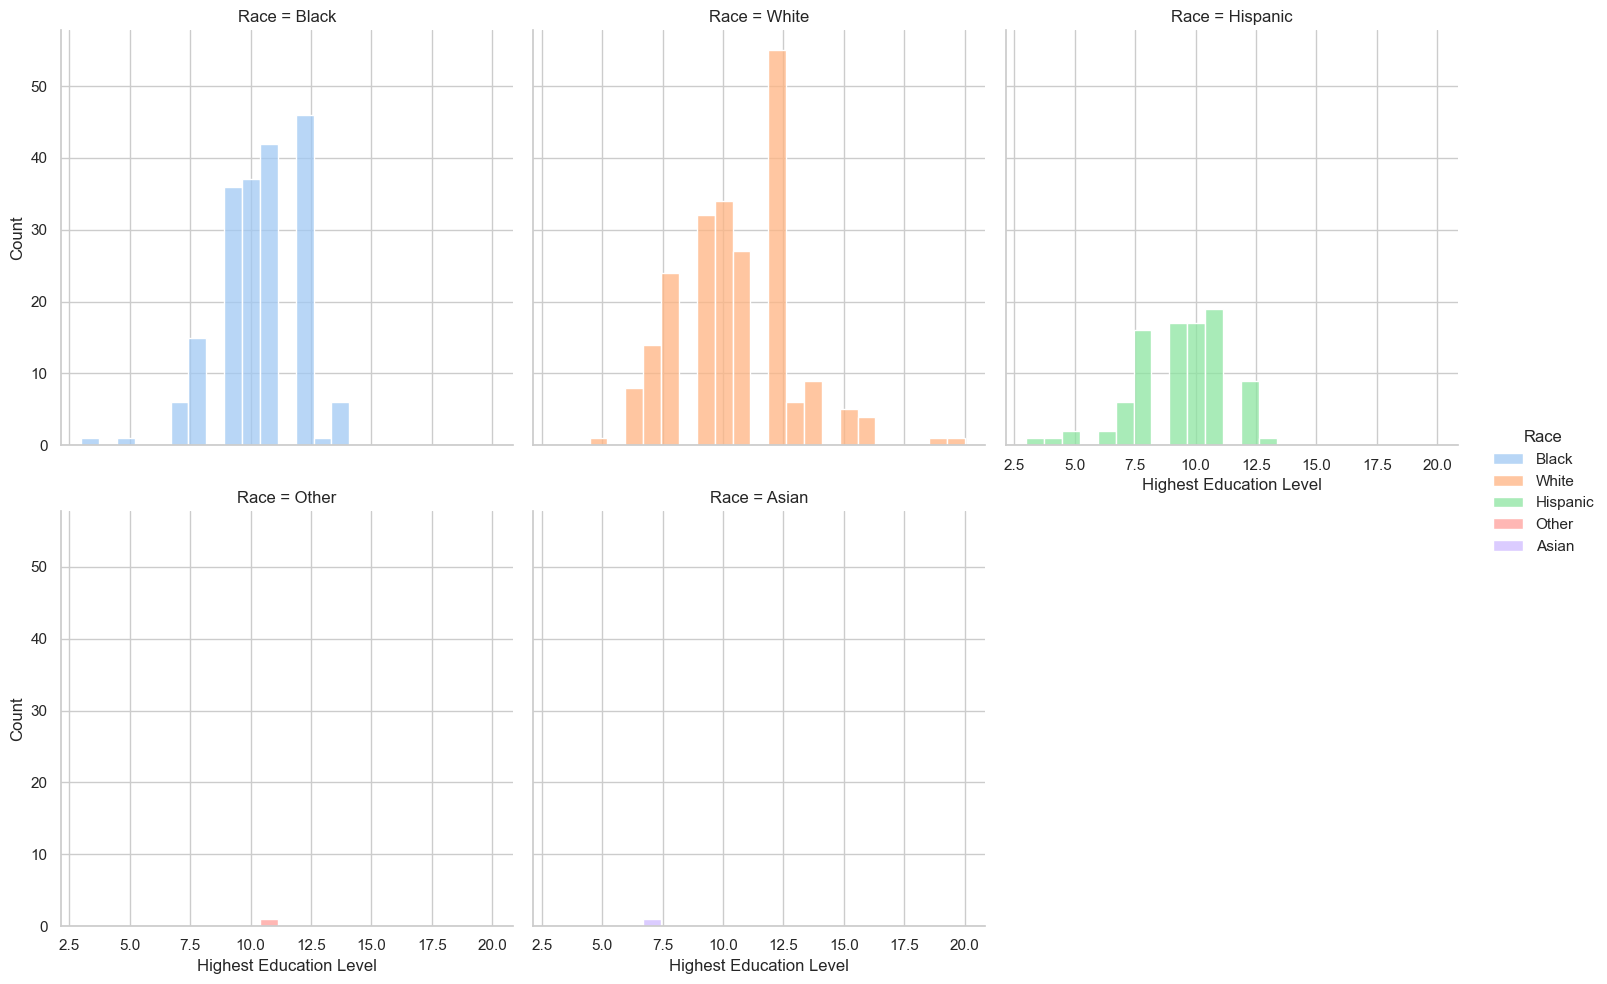 Race = Black
Race = White
Race = Hispanic
50
40
30
20
10
0
Count
2.5 5.0 7.5 10.0 12.5 15.0 17.5 20.0
Highest Education Level
Race
Black
White
Hispanic
Other
Asian
Race = Other
Race = Asian
50
40
30
20
10
0
Count
2.5 5.0 7.5 10.0 12.5 15.0 17.5 20.0
Highest Education Level
2.5 5.0 7.5 10.0 12.5 15.0 17.5 20.0
Highest Education Level